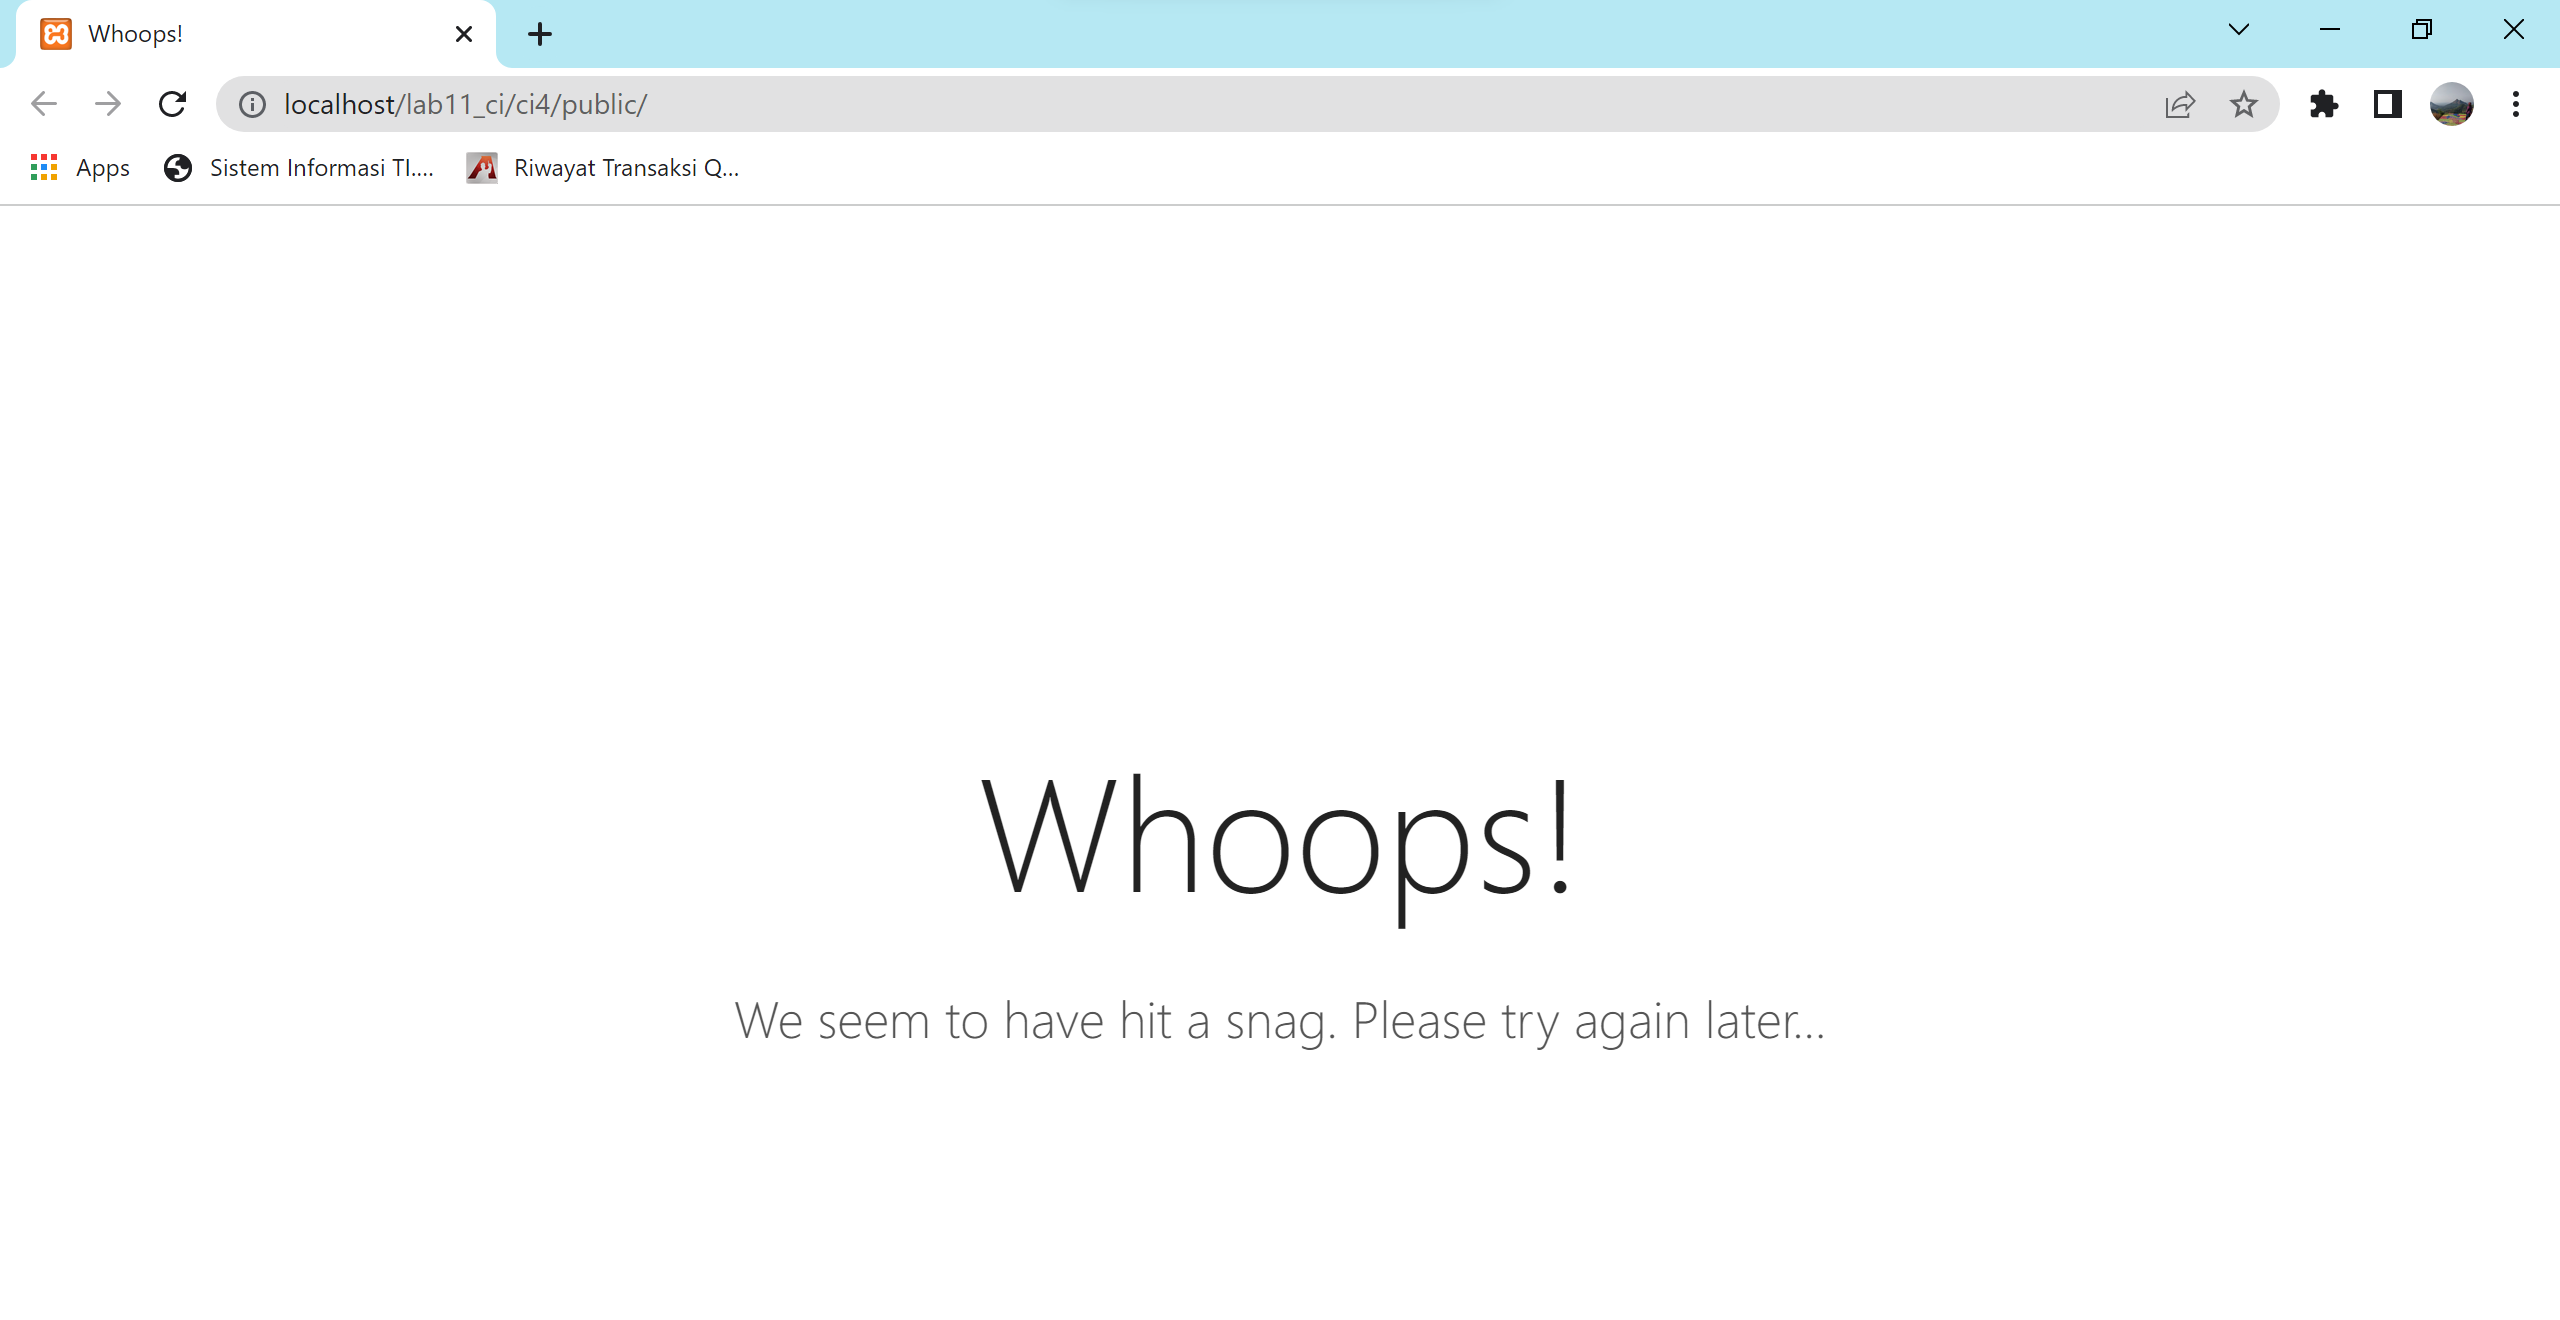 Whoops!
localhost/lab11_ci/ci4/public/
Apps Sistem Informasi TI.... Riwayat Transaksi Q...
Whoops!
We seem to have hit a snag. Please try again later...